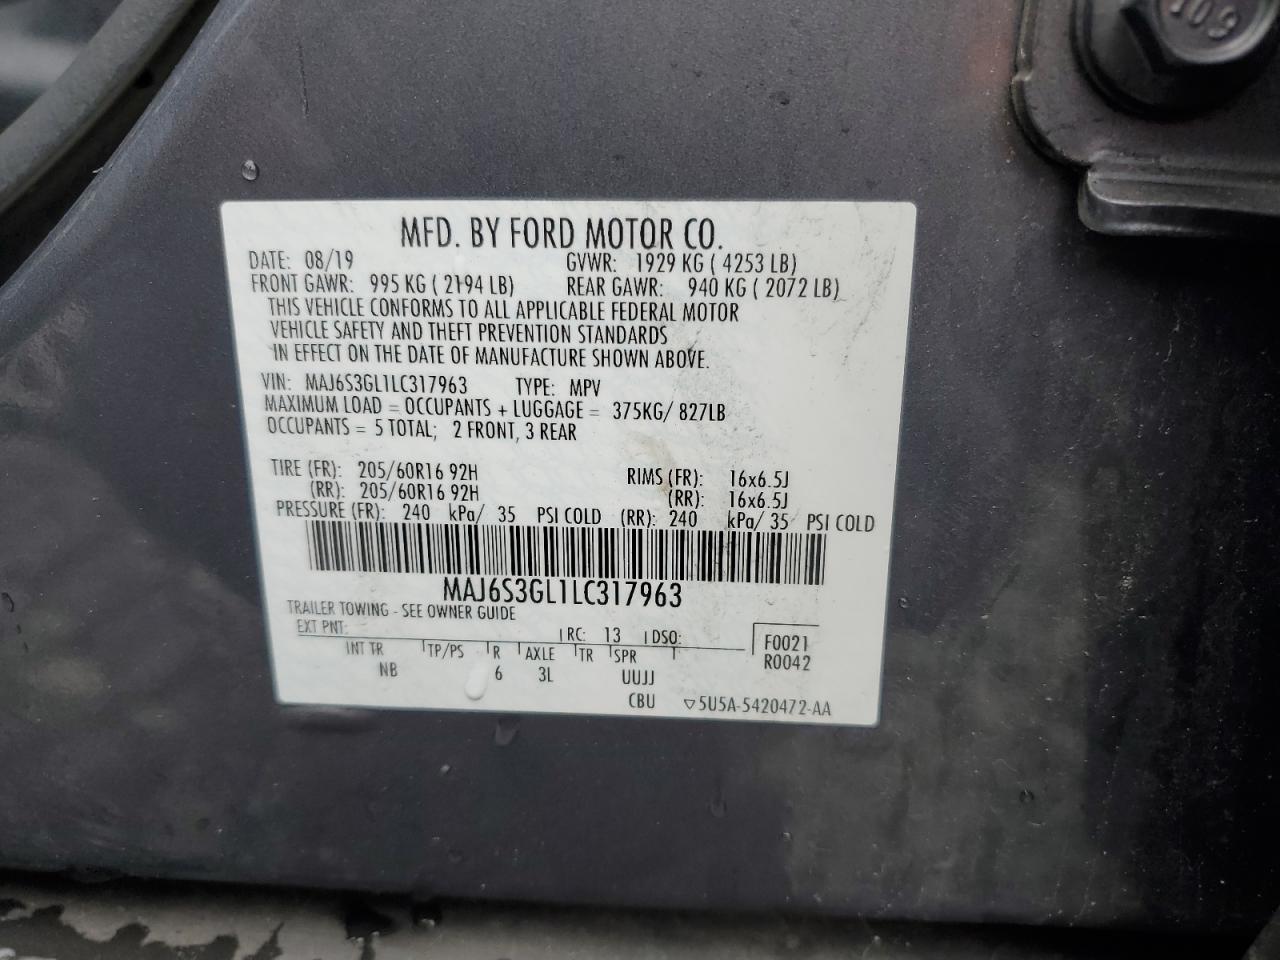 109
MFD. BY FORD MOTOR CO.
DATE: 08/19 GVWR: 1929 KG ( 4253 LB)
FRONT GAWR: 995 KG ( 2194 LB) REAR GAWR: 940 KG ( 2072 LB)
THIS VEHICLE CONFORMS TO ALL APPLICABLE FEDERAL MOTOR
VEHICLE SAFETY AND THEFT PREVENTION STANDARDS
IN EFFECT ON THE DATE OF MANUFACTURE SHOWN ABOVE.
VIN: MAJ6S3GL1LC317963 TYPE: MPV
MAXIMUM LOAD = OCCUPANTS + LUGGAGE = 375KG/ 827LB
OCCUPANTS = 5 TOTAL; 2 FRONT, 3 REAR
TIRE (FR): 205/60R16 92H RIMS (FR): 16x6.5J
(RR): 205/60R16 92H (RR): 16x6.5J
PRESSURE (FR): 240 kPa/ 35 PSI COLD (RR): 240 kPa/ 35 PSI COLD
MAJ6S3GL1LC317963
TRAILER TOWING - SEE OWNER GUIDE
EXT PNT: RC: 13 DSO: F0021
INT TR TP/PS R AXLE TR SPR R0042
NB 6 3L UUJJ
CBU ▽5U5A-5420472-AA